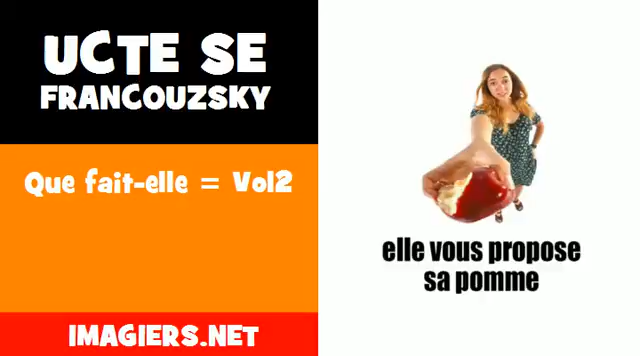 UCTE SE
FRANCOUZSKY
Que fait-elle = Vol2
IMAGIERS.NET
elle vous propose
sa pomme